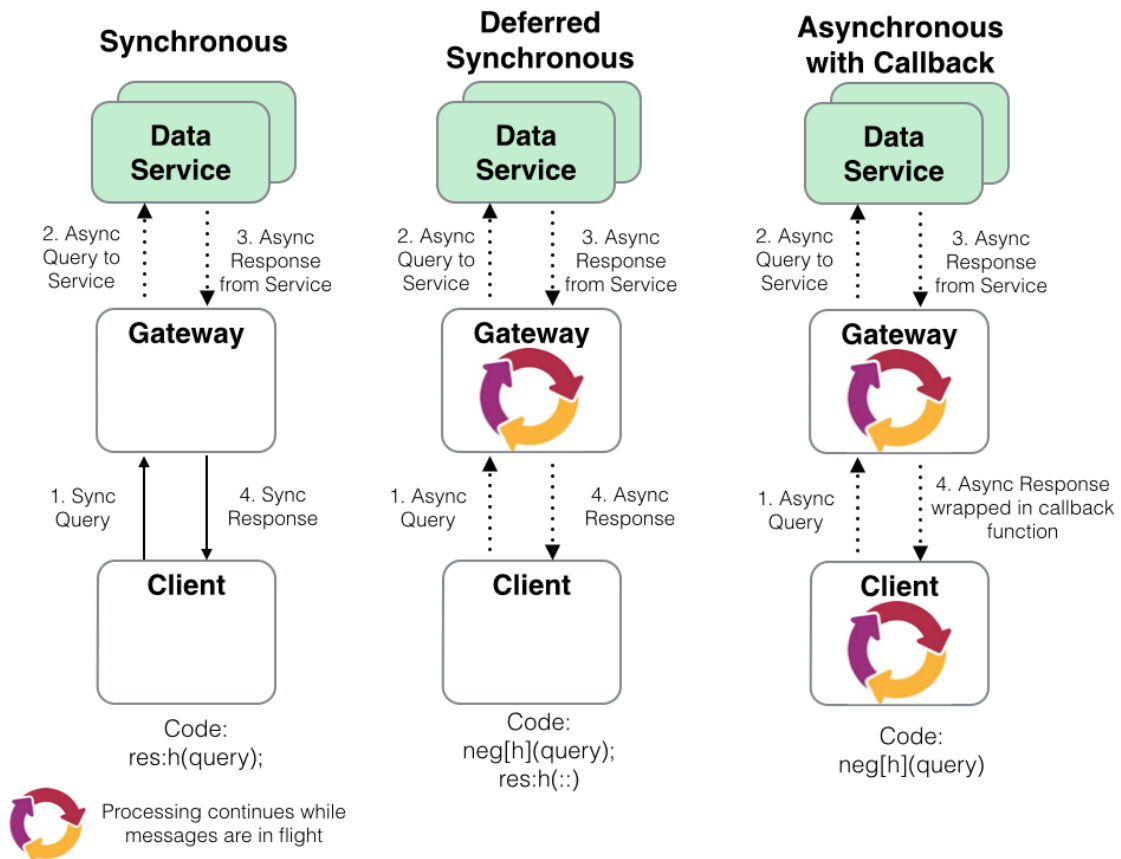 Synchronous
Data
Service
2. Async
Query to
Service
3. Async
Response
from Service
Gateway
1. Sync
Query
4. Sync
Response
Client
Code:
res:h(query);
Deferred
Synchronous
Data
Service
2. Async
Query to
Service
3. Async
Response
from Service
Gateway
1. Async
Query
4. Async
Response
Client
Code:
neg[h](query);
res:h(::)
Asynchronous
with Callback
Data
Service
2. Async
Query to
Service
3. Async
Response
from Service
Gateway
1. Async
Query
4. Async Response
wrapped in callback
function
Client
Code:
neg[h](query)
Processing continues while
messages are in flight